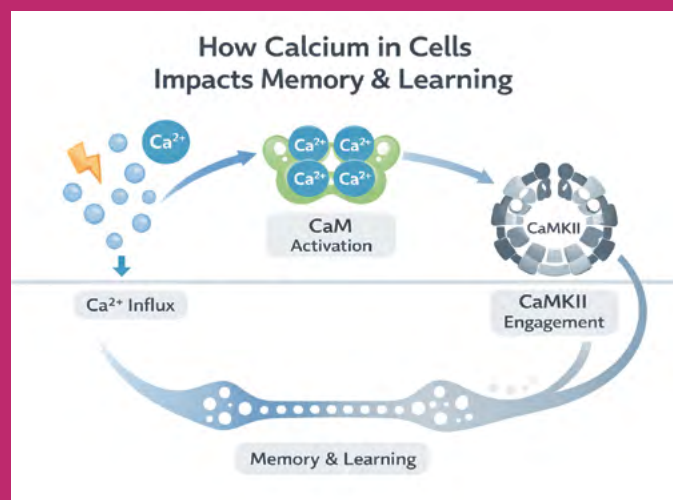 How Calcium in Cells
Impacts Memory & Learning
Ca²⁺
Ca²⁺ Ca²⁺
Ca²⁺ Ca²⁺
CaM
Activation
CaMKII
Ca²⁺ Influx
CaMKII
Engagement
Memory & Learning